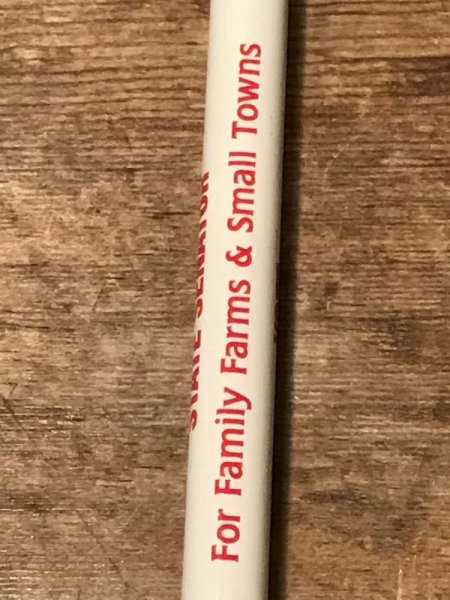 STATE SENATOR
For Family Farms & Small Towns